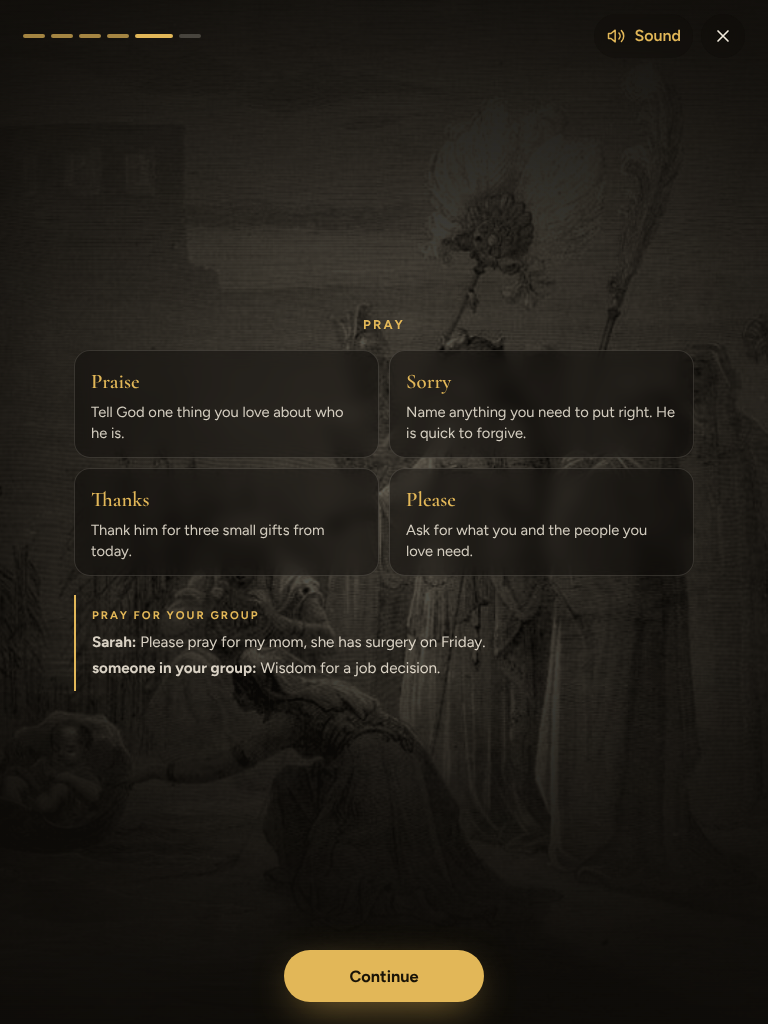 Sound
PRAY
Praise
Tell God one thing you love about who
he is.
Sorry
Name anything you need to put right. He
is quick to forgive.
Thanks
Thank him for three small gifts from
today.
Please
Ask for what you and the people you
love need.
PRAY FOR YOUR GROUP
Sarah: Please pray for my mom, she has surgery on Friday.
someone in your group: Wisdom for a job decision.
Continue